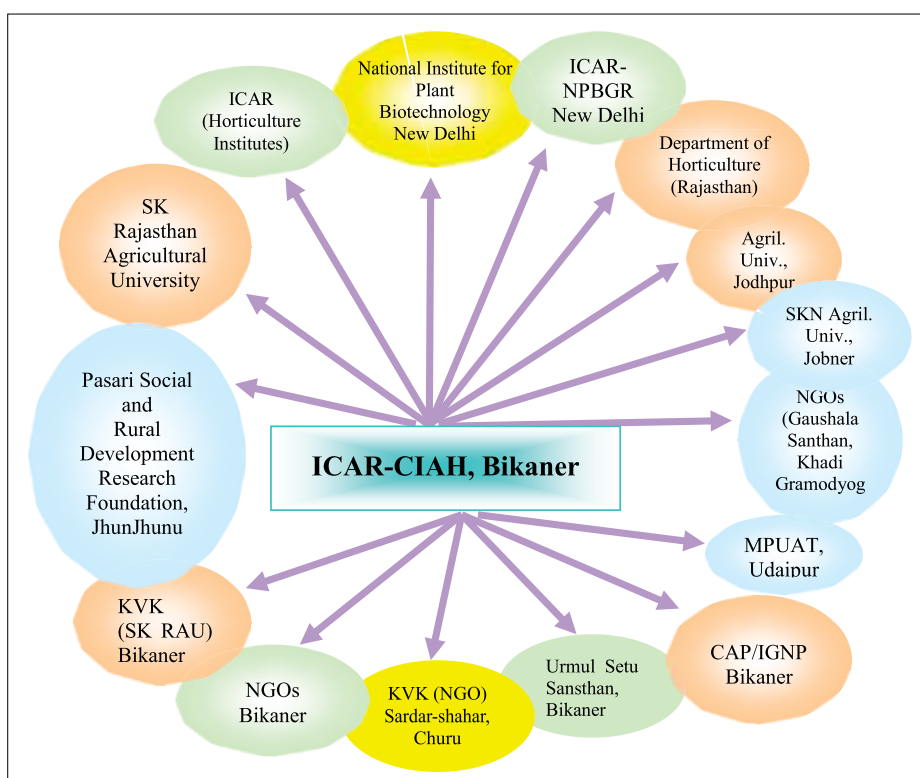 ICAR
(Horticulture
Institutes)
National Institute for
Plant
Biotechnology
New Delhi
ICAR-
NPBGR
New Delhi
Department of
Horticulture
(Rajasthan)
SK
Rajasthan
Agricultural
University
Agril.
Univ.,
Jodhpur
SKN Agril.
Univ.,
Jobner
Pasari Social
and
Rural
Development
Research
Foundation,
JhunJhunu
NGOs
(Gaushala
Santhan,
Khadi
Gramodyog
ICAR-CIAH, Bikaner
MPUAT,
Udaipur
KVK
(SK RAU)
Bikaner
NGOs
Bikaner
KVK (NGO)
Sardar-shahar,
Churu
Urmul Setu
Sansthan,
Bikaner
CAP/IGNP
Bikaner